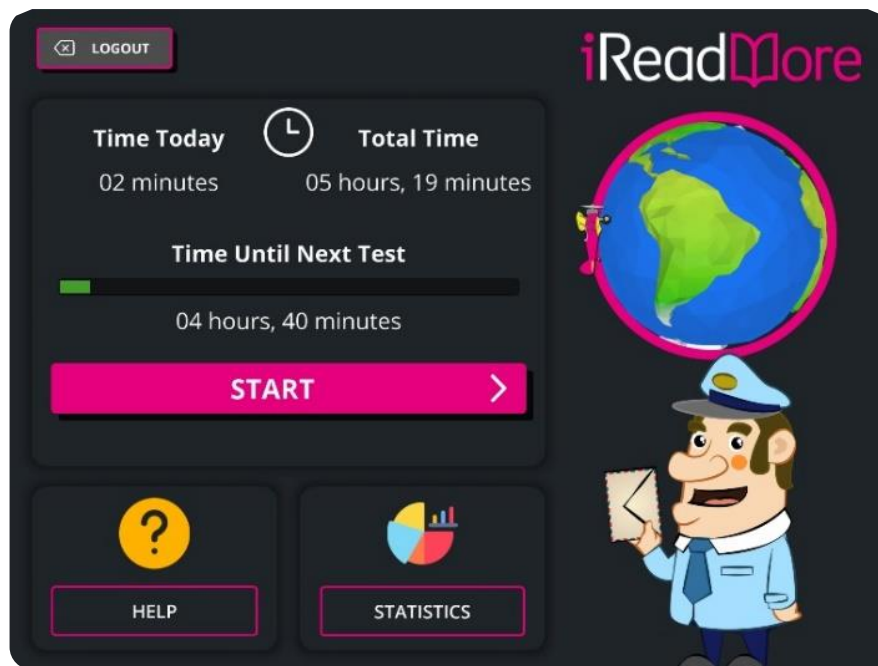 LOGOUT
iReadMore
Time Today
Total Time
02 minutes
05 hours, 19 minutes
Time Until Next Test
04 hours, 40 minutes
START
HELP
STATISTICS